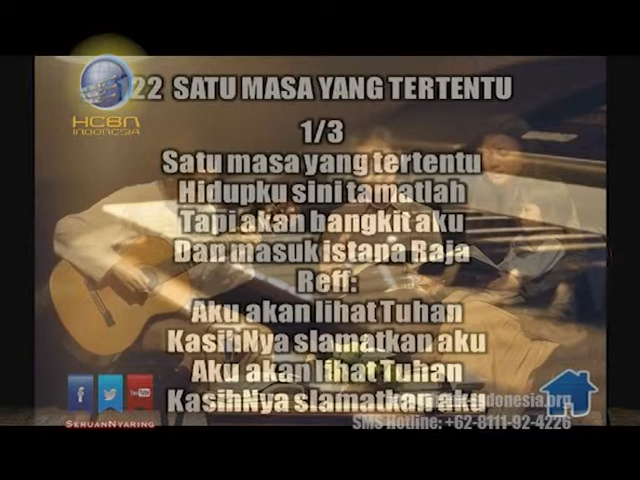 22 SATU MASA YANG TERTENTU
HCBN
INDONESIA
1/3
Satu masa yang tertentu
Hidupku sini tamatlah
Tapi akan bangkit aku
Dan masuk istana Raja
Reff:
Aku akan lihat Tuhan
KasihNya slamatkan aku
Aku akan lihat Tuhan
KasihNya slamatkan aku
SERUANNYARING
SMS Hotline: +62-8111-92-4226